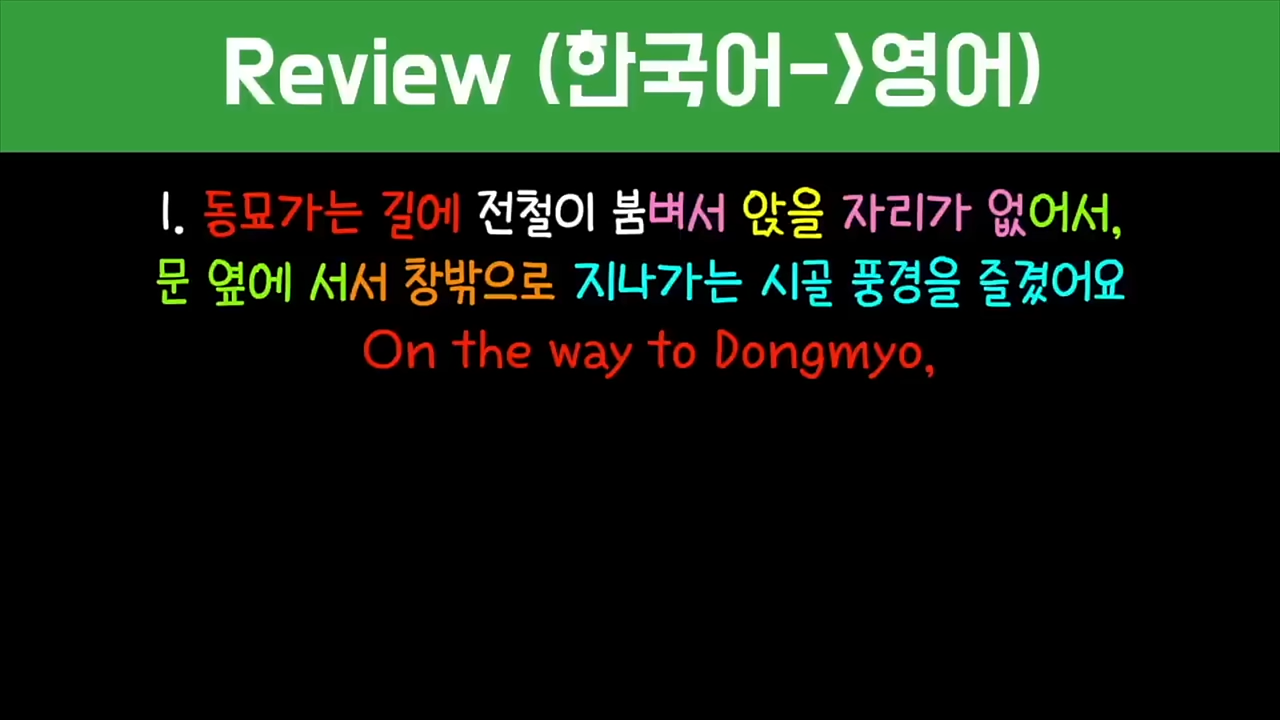 Review (한국어->영어)
1. 동묘가는 길에 전철이 붐벼서 앉을 자리가 없어서,
문 옆에 서서 창밖으로 지나가는 시골 풍경을 즐겼어요
On the way to Dongmyo,